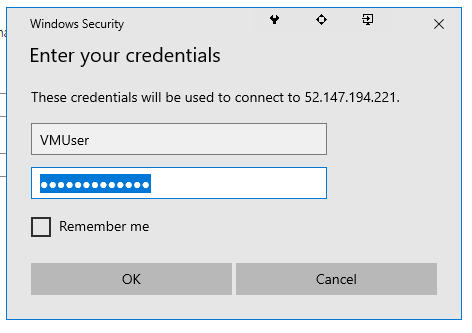 Windows Security
Enter your credentials
These credentials will be used to connect to 52.147.194.221.
VMUser
●●●●●●●●●●●●●
Remember me
OK
Cancel